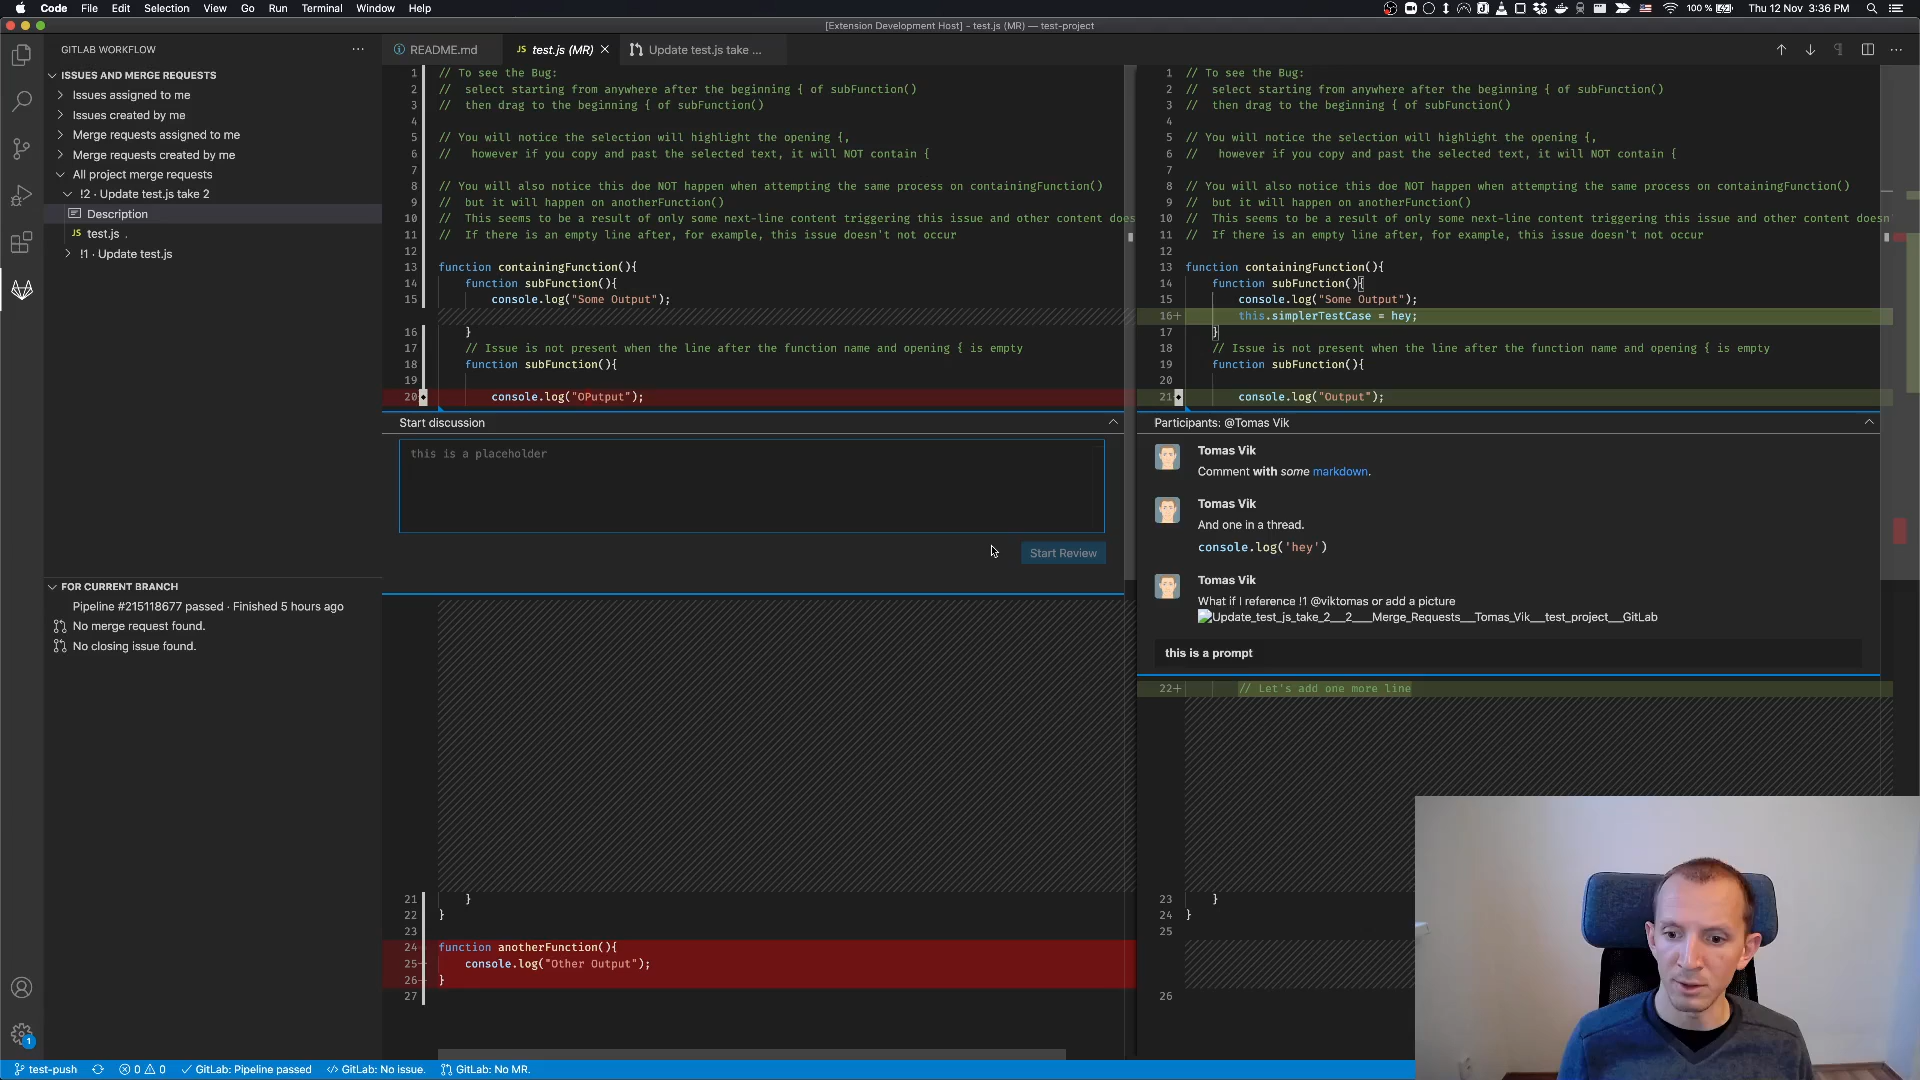 Code File Edit Selection View Go Run Terminal Window Help
100 % Thu 12 Nov 3:36 PM
[Extension Development Host] - test.js (MR) — test-project
GITLAB WORKFLOW
ISSUES AND MERGE REQUESTS
Issues assigned to me
Issues created by me
Merge requests assigned to me
Merge requests created by me
All project merge requests
!2 · Update test.js take 2
Description
JS test.js .
!1 · Update test.js
FOR CURRENT BRANCH
Pipeline #215118677 passed · Finished 5 hours ago
No merge request found.
No closing issue found.
README.md
JS test.js (MR)
Update test.js take ...
1 // To see the Bug:
2 // select starting from anywhere after the beginning { of subFunction()
3 // then drag to the beginning { of subFunction()
4
5 // You will notice the selection will highlight the opening {,
6 // however if you copy and past the selected text, it will NOT contain {
7
8 // You will also notice this doe NOT happen when attempting the same process on containingFunction()
9 // but it will happen on anotherFunction()
10 // This seems to be a result of only some next-line content triggering this issue and other content does
11 // If there is an empty line after, for example, this issue doesn't not occur
12
13 function containingFunction(){
14 function subFunction(){
15 console.log("Some Output");
16 }
17 // Issue is not present when the line after the function name and opening { is empty
18 function subFunction(){
19
20 console.log("OPutput");
Start discussion
this is a placeholder
Start Review
21 }
22 }
23
24 function anotherFunction(){
25 console.log("Other Output");
26 }
27
1 // To see the Bug:
2 // select starting from anywhere after the beginning { of subFunction()
3 // then drag to the beginning { of subFunction()
4
5 // You will notice the selection will highlight the opening {,
6 // however if you copy and past the selected text, it will NOT contain {
7
8 // You will also notice this doe NOT happen when attempting the same process on containingFunction()
9 // but it will happen on anotherFunction()
10 // This seems to be a result of only some next-line content triggering this issue and other content doesn
11 // If there is an empty line after, for example, this issue doesn't not occur
12
13 function containingFunction(){
14 function subFunction(){
15 console.log("Some Output");
16+ this.simplerTestCase = hey;
17 }
18 // Issue is not present when the line after the function name and opening { is empty
19 function subFunction(){
20
21 console.log("Output");
Participants: @Tomas Vik
Tomas Vik
Comment with some markdown.
Tomas Vik
And one in a thread.
console.log('hey')
Tomas Vik
What if I reference !1 @viktomas or add a picture
Update_test_js_take_2___2____Merge_Requests___Tomas_Vik___test_project___GitLab
this is a prompt
22+ // Let's add one more line
23 }
24 }
25
26
1
test-push 0 0 GitLab: Pipeline passed GitLab: No issue. GitLab: No MR.